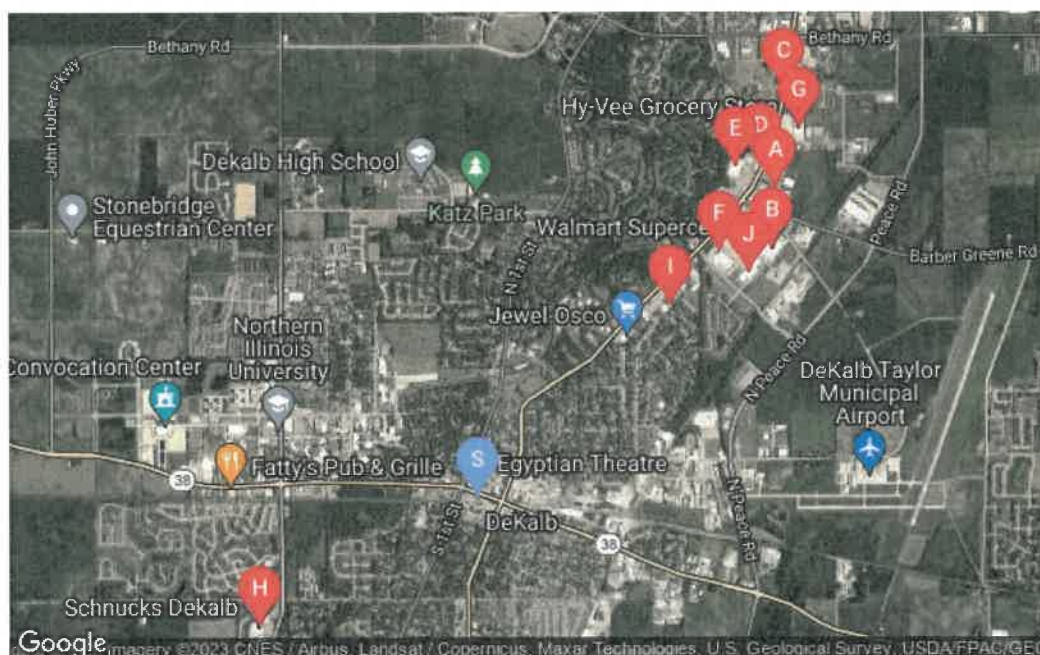 Bethany Rd
Bethany Rd
John Huber Pkwy
C
G
Hy-Vee Grocery Store
E
D
A
Dekalb High School
Katz Park
Stonebridge
Equestrian Center
Peace Rd
F
B
Walmart Superce
J
Barber Greene Rd
N 1st St
I
Jewel-Osco
Northern
Illinois
University
Convocation Center
N Peace Rd
DeKalb Taylor
Municipal
Airport
38
Fatty's Pub & Grille
S
Egyptian Theatre
S 1st St
DeKalb
38
N Peace Rd
H
Schnucks Dekalb
Google
Imagery ©2023 CNES / Airbus, Landsat / Copernicus, Maxar Technologies, U.S. Geological Survey, USDA/FPAC/GEO